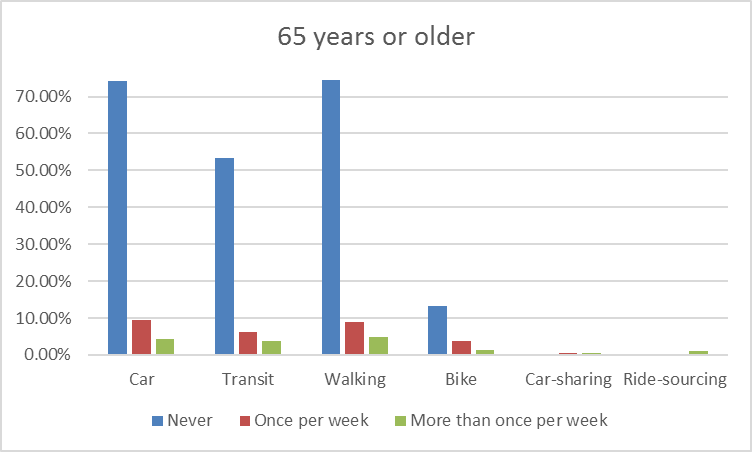 65 years or older
70.00%
60.00%
50.00%
40.00%
30.00%
20.00%
10.00%
0.00%
Car Transit Walking Bike Car-sharing Ride-sourcing
Never Once per week More than once per week